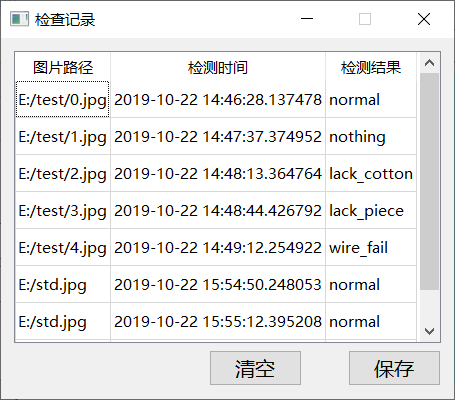 检查记录
图片路径 检测时间 检测结果
E:/test/0.jpg 2019-10-22 14:46:28.137478 normal
E:/test/1.jpg 2019-10-22 14:47:37.374952 nothing
E:/test/2.jpg 2019-10-22 14:48:13.364764 lack_cotton
E:/test/3.jpg 2019-10-22 14:48:44.426792 lack_piece
E:/test/4.jpg 2019-10-22 14:49:12.254922 wire_fail
E:/std.jpg 2019-10-22 15:54:50.248053 normal
E:/std.jpg 2019-10-22 15:55:12.395208 normal
清空 保存